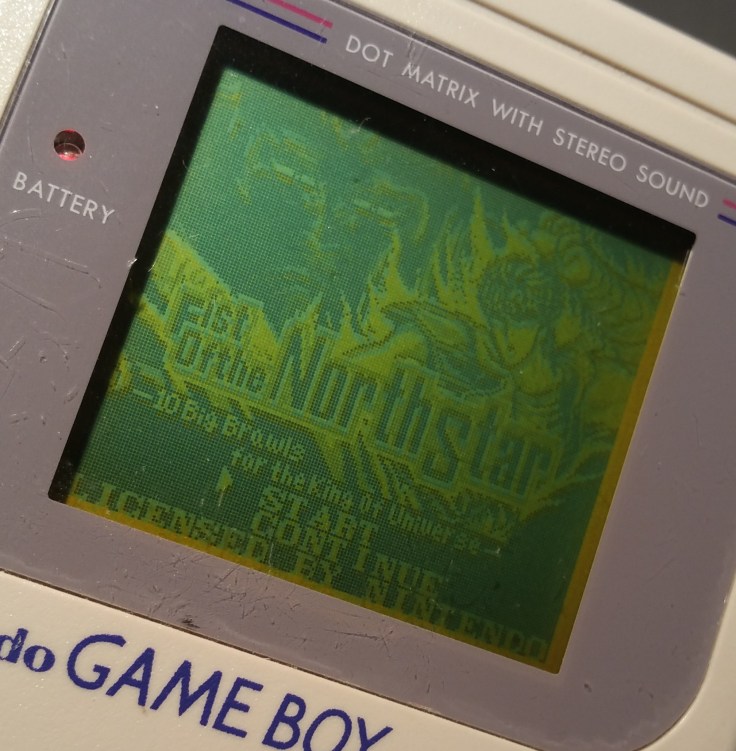 DOT MATRIX WITH STEREO SOUND
BATTERY
Fist
Of the
North Star
—10 Big Brawls
for the King of Universe—
START
CONTINUE
LICENSED BY NINTENDO
do GAME BOY